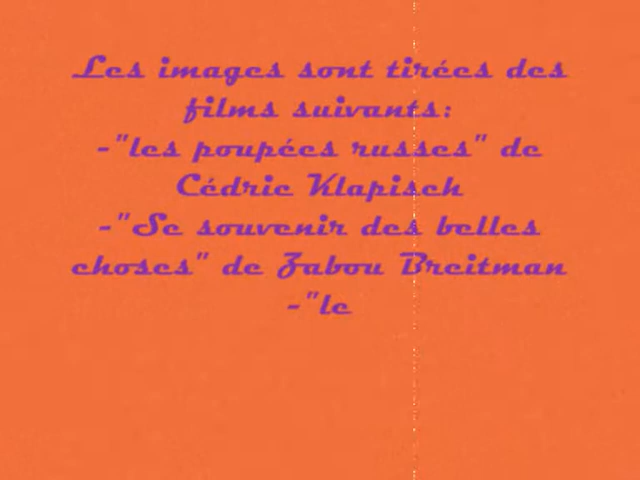 Les images sont tirées des
films suivants:
-"les poupées russes" de
Cédric Klapisch
-"Se souvenir des belles
choses" de Zabou Breitman
-"le